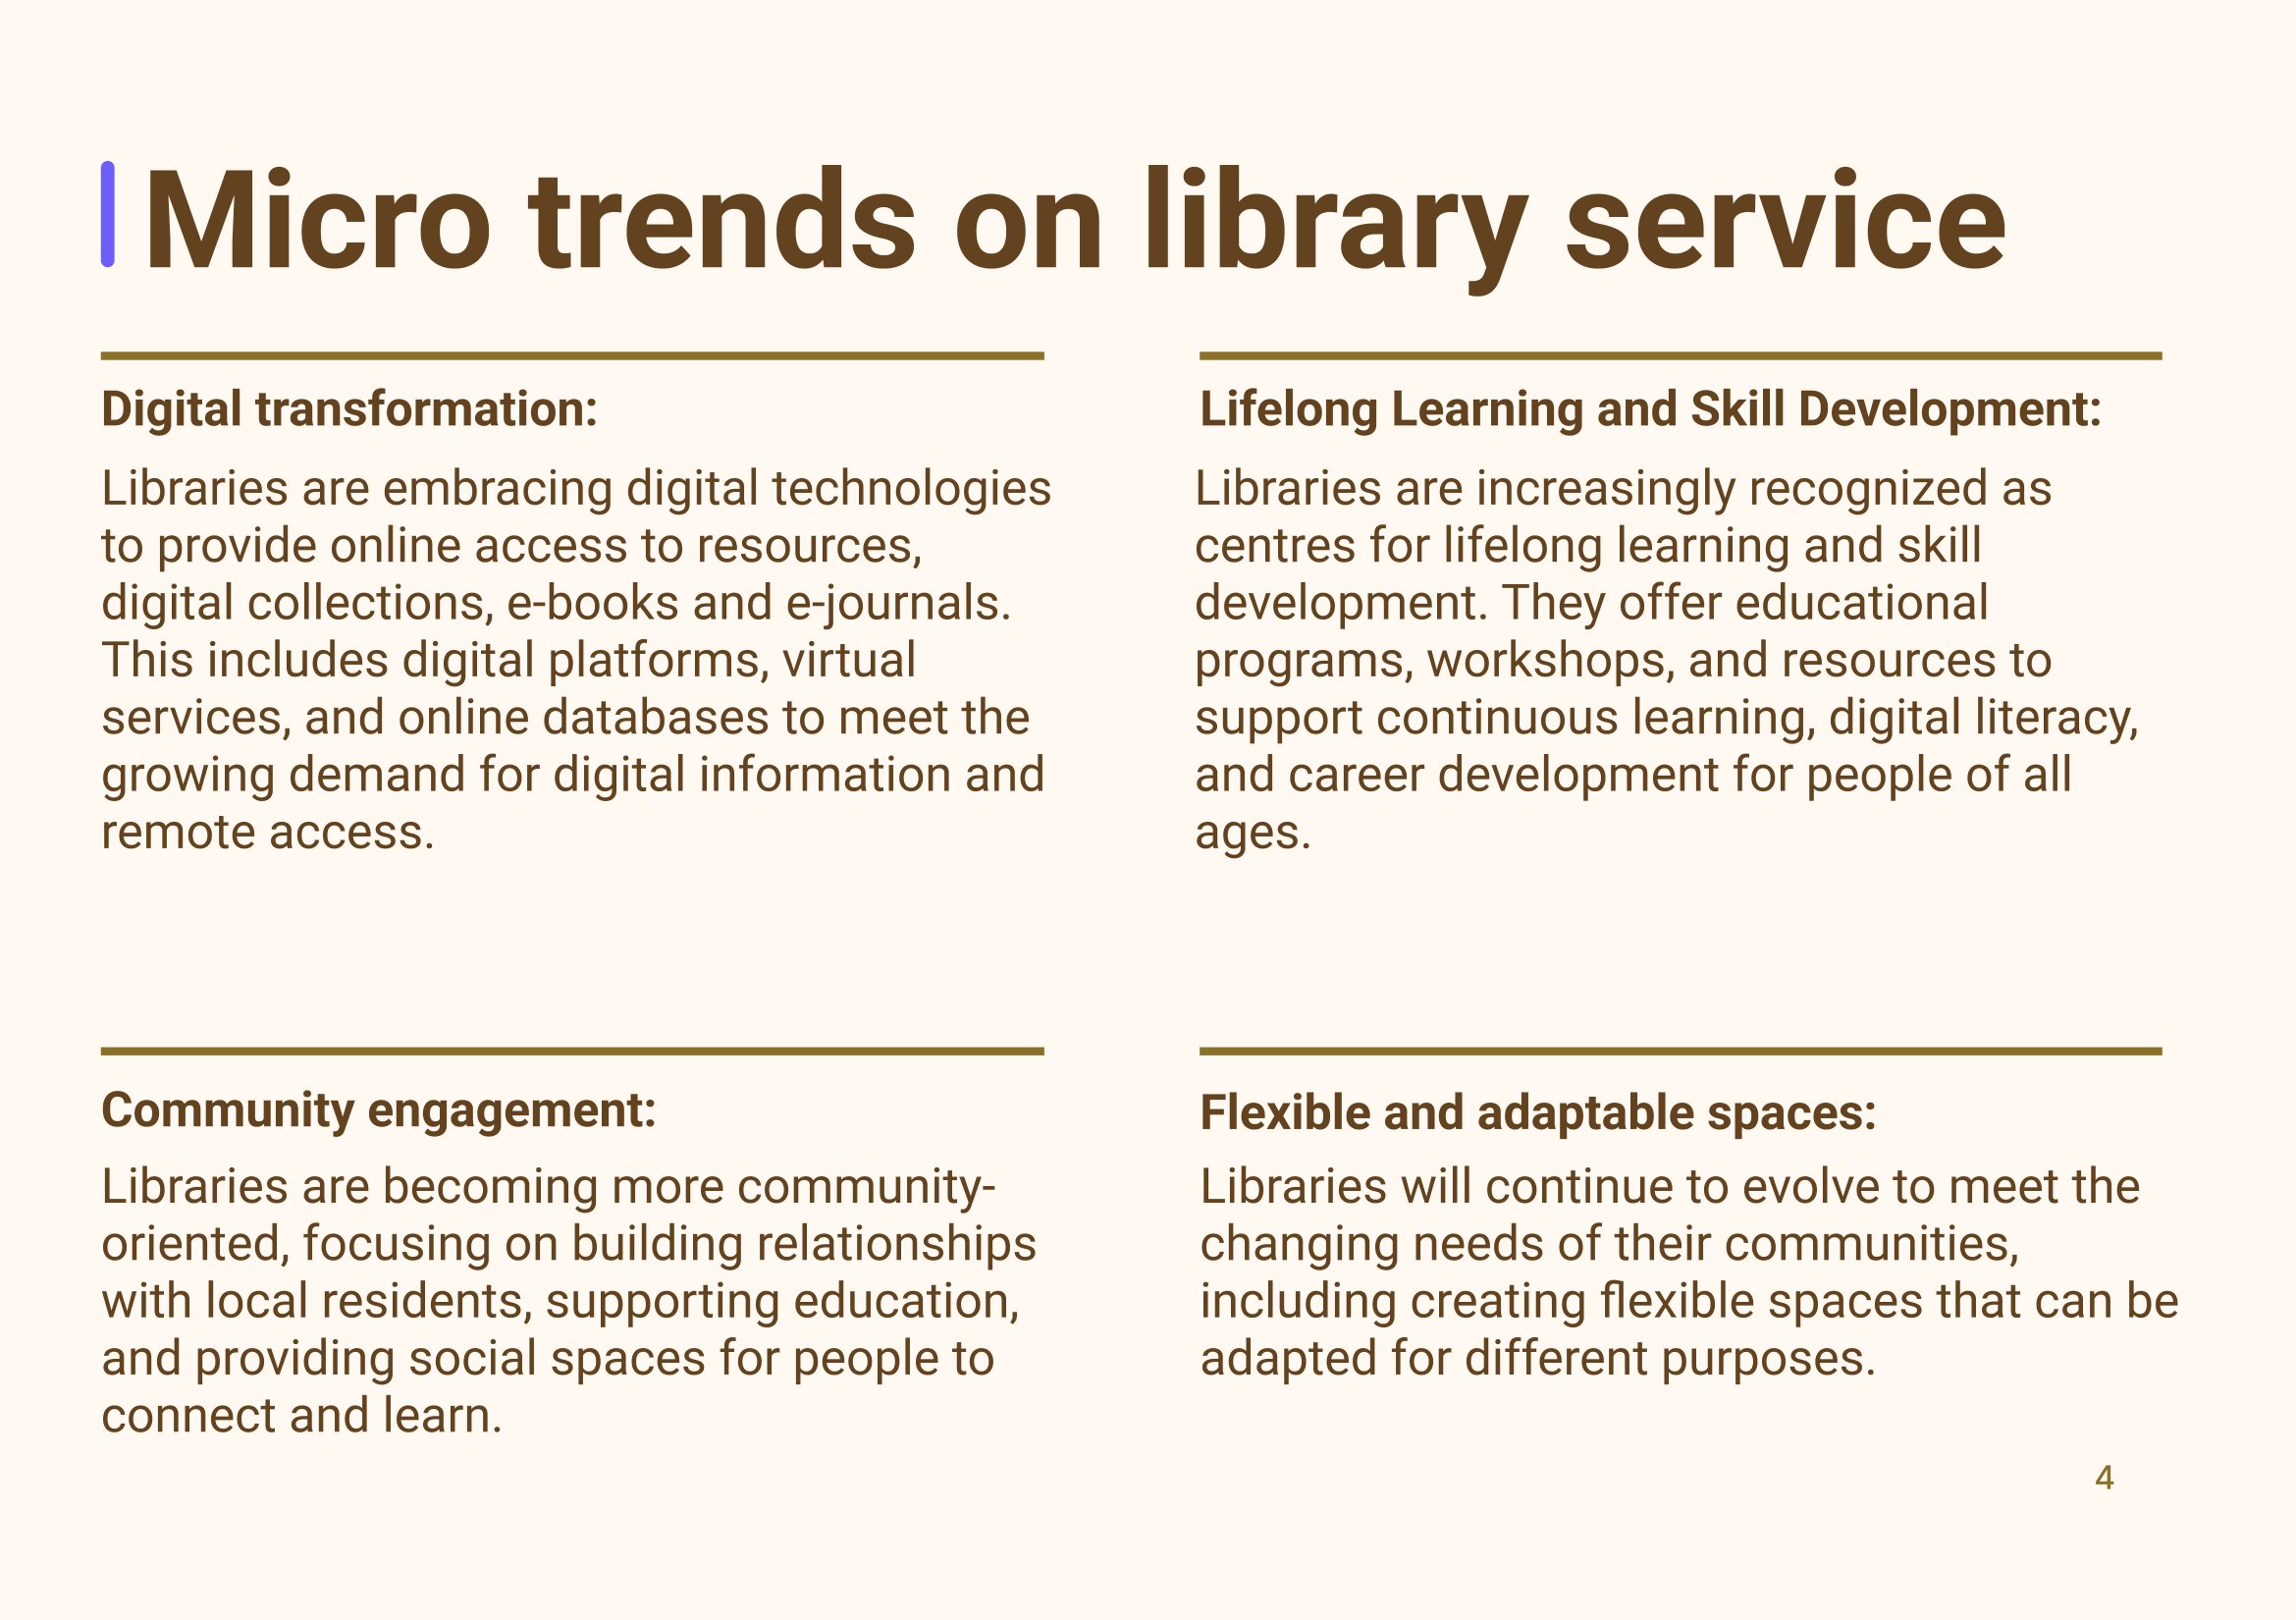 Micro trends on library service
Digital transformation:
Libraries are embracing digital technologies
to provide online access to resources,
digital collections, e-books and e-journals.
This includes digital platforms, virtual
services, and online databases to meet the
growing demand for digital information and
remote access.
Lifelong Learning and Skill Development:
Libraries are increasingly recognized as
centres for lifelong learning and skill
development. They offer educational
programs, workshops, and resources to
support continuous learning, digital literacy,
and career development for people of all
ages.
Community engagement:
Libraries are becoming more community-
oriented, focusing on building relationships
with local residents, supporting education,
and providing social spaces for people to
connect and learn.
Flexible and adaptable spaces:
Libraries will continue to evolve to meet the
changing needs of their communities,
including creating flexible spaces that can be
adapted for different purposes.
4